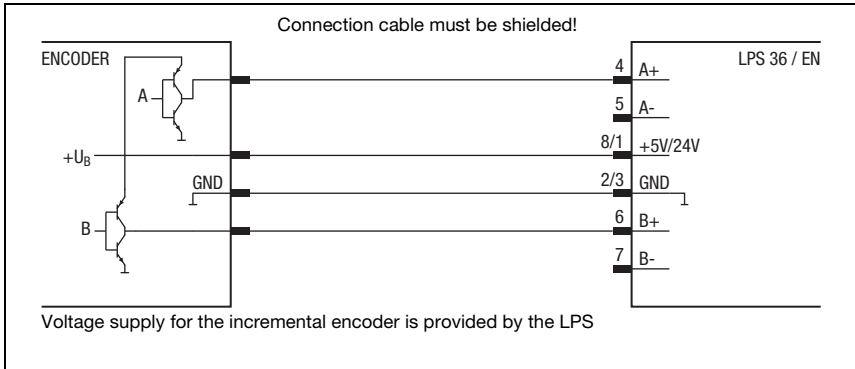 Connection cable must be shielded!
ENCODER
LPS 36 / EN
4 A+
A
5 A-
+UB
8/1 +5V/24V
GND
2/3 GND
B
6 B+
7 B-
Voltage supply for the incremental encoder is provided by the LPS